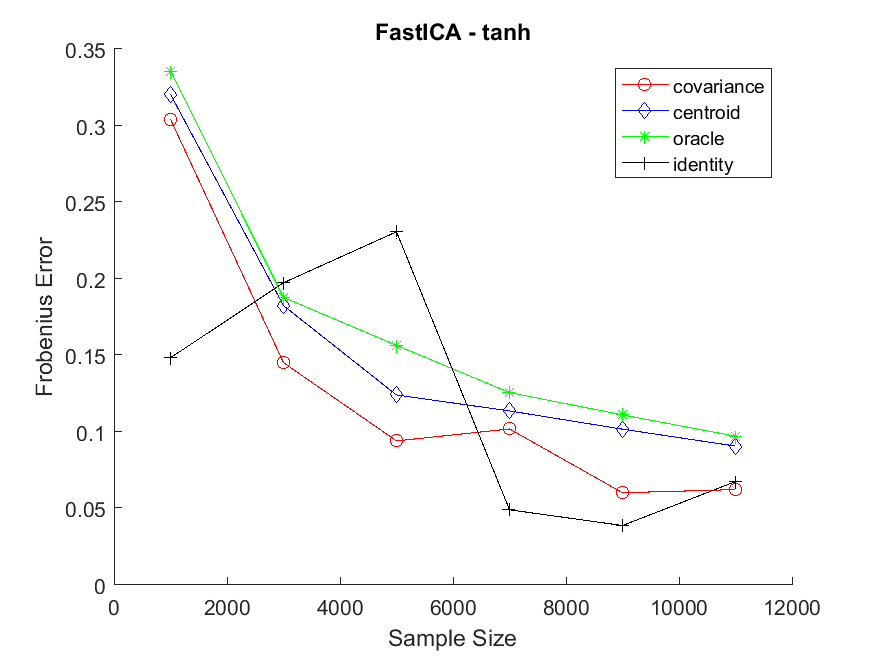 FastICA - tanh
0.35
0.3
0.25
0.2
0.15
0.1
0.05
0
Frobenius Error
covariance
centroid
oracle
identity
0 2000 4000 6000 8000 10000 12000
Sample Size